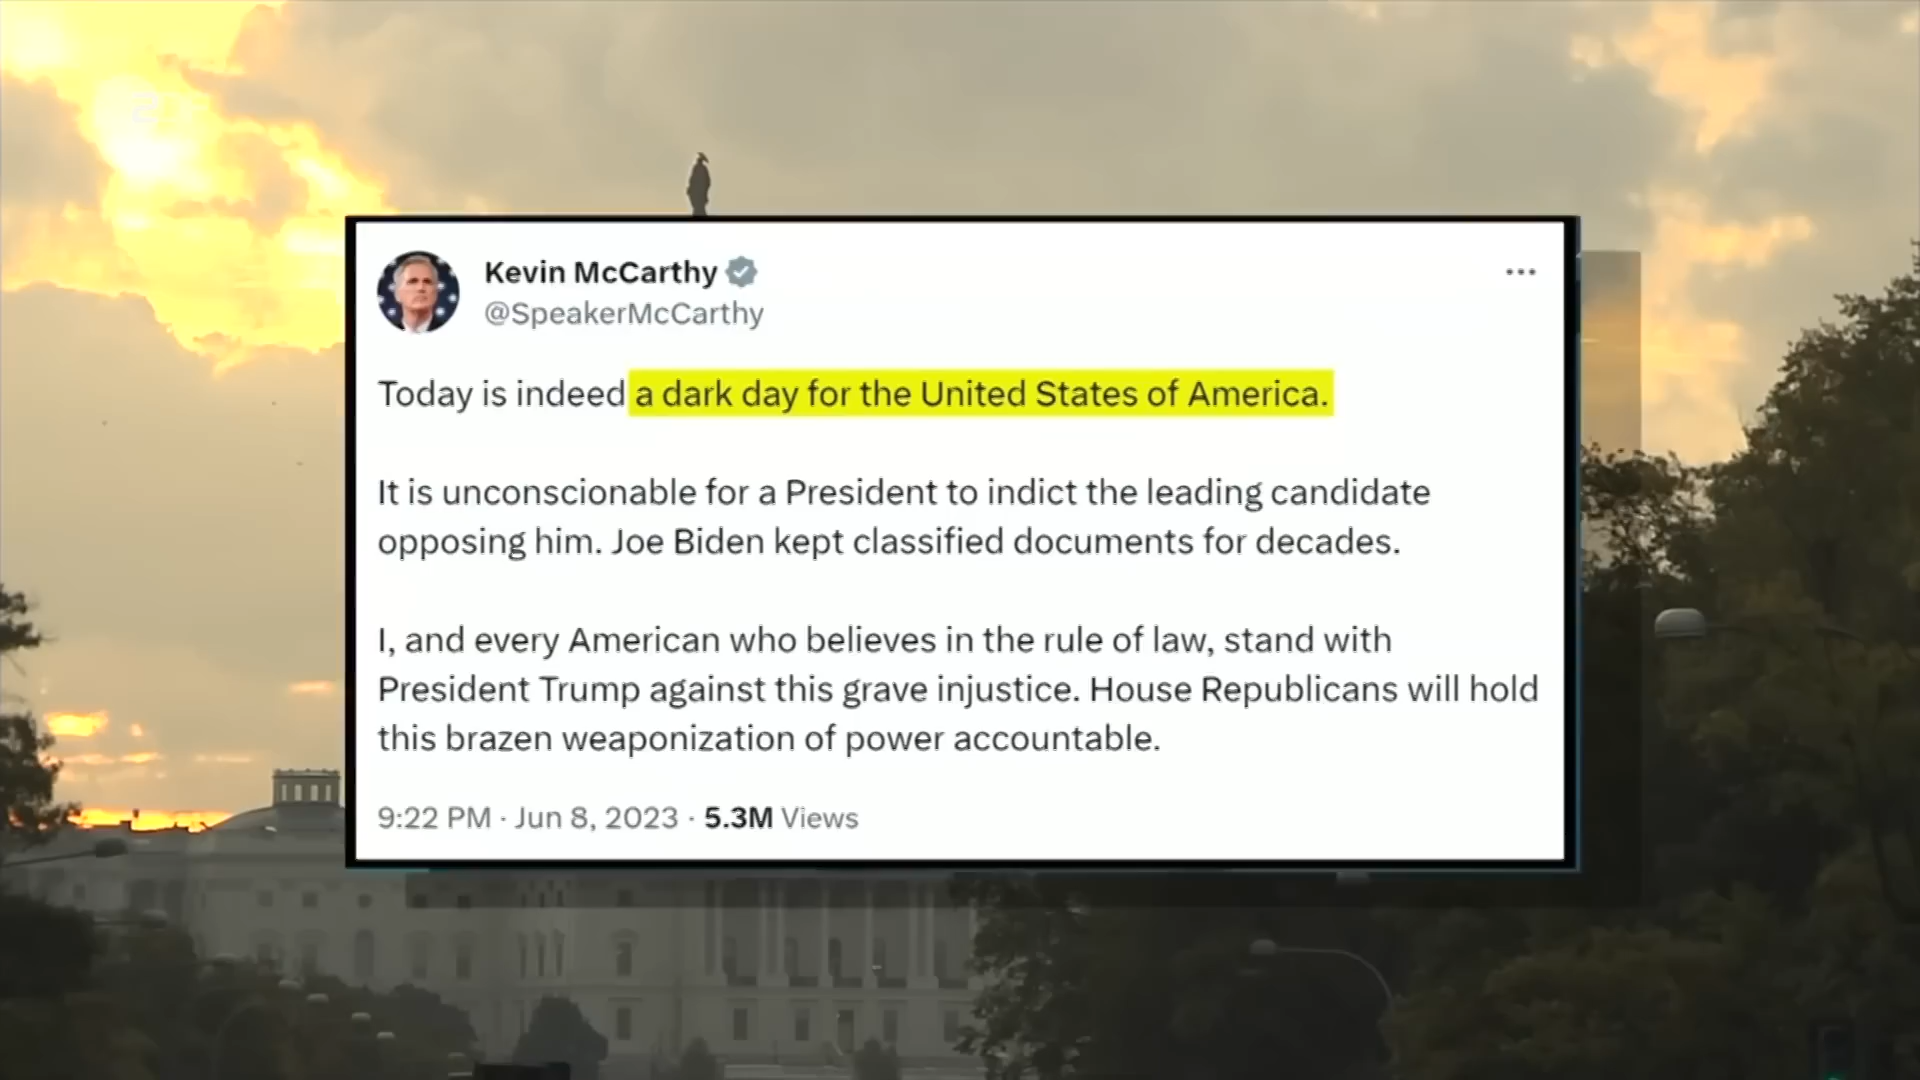 Kevin McCarthy
@SpeakerMcCarthy
Today is indeed a dark day for the United States of America.
It is unconscionable for a President to indict the leading candidate
opposing him. Joe Biden kept classified documents for decades.
I, and every American who believes in the rule of law, stand with
President Trump against this grave injustice. House Republicans will hold
this brazen weaponization of power accountable.
9:22 PM · Jun 8, 2023 · 5.3M Views